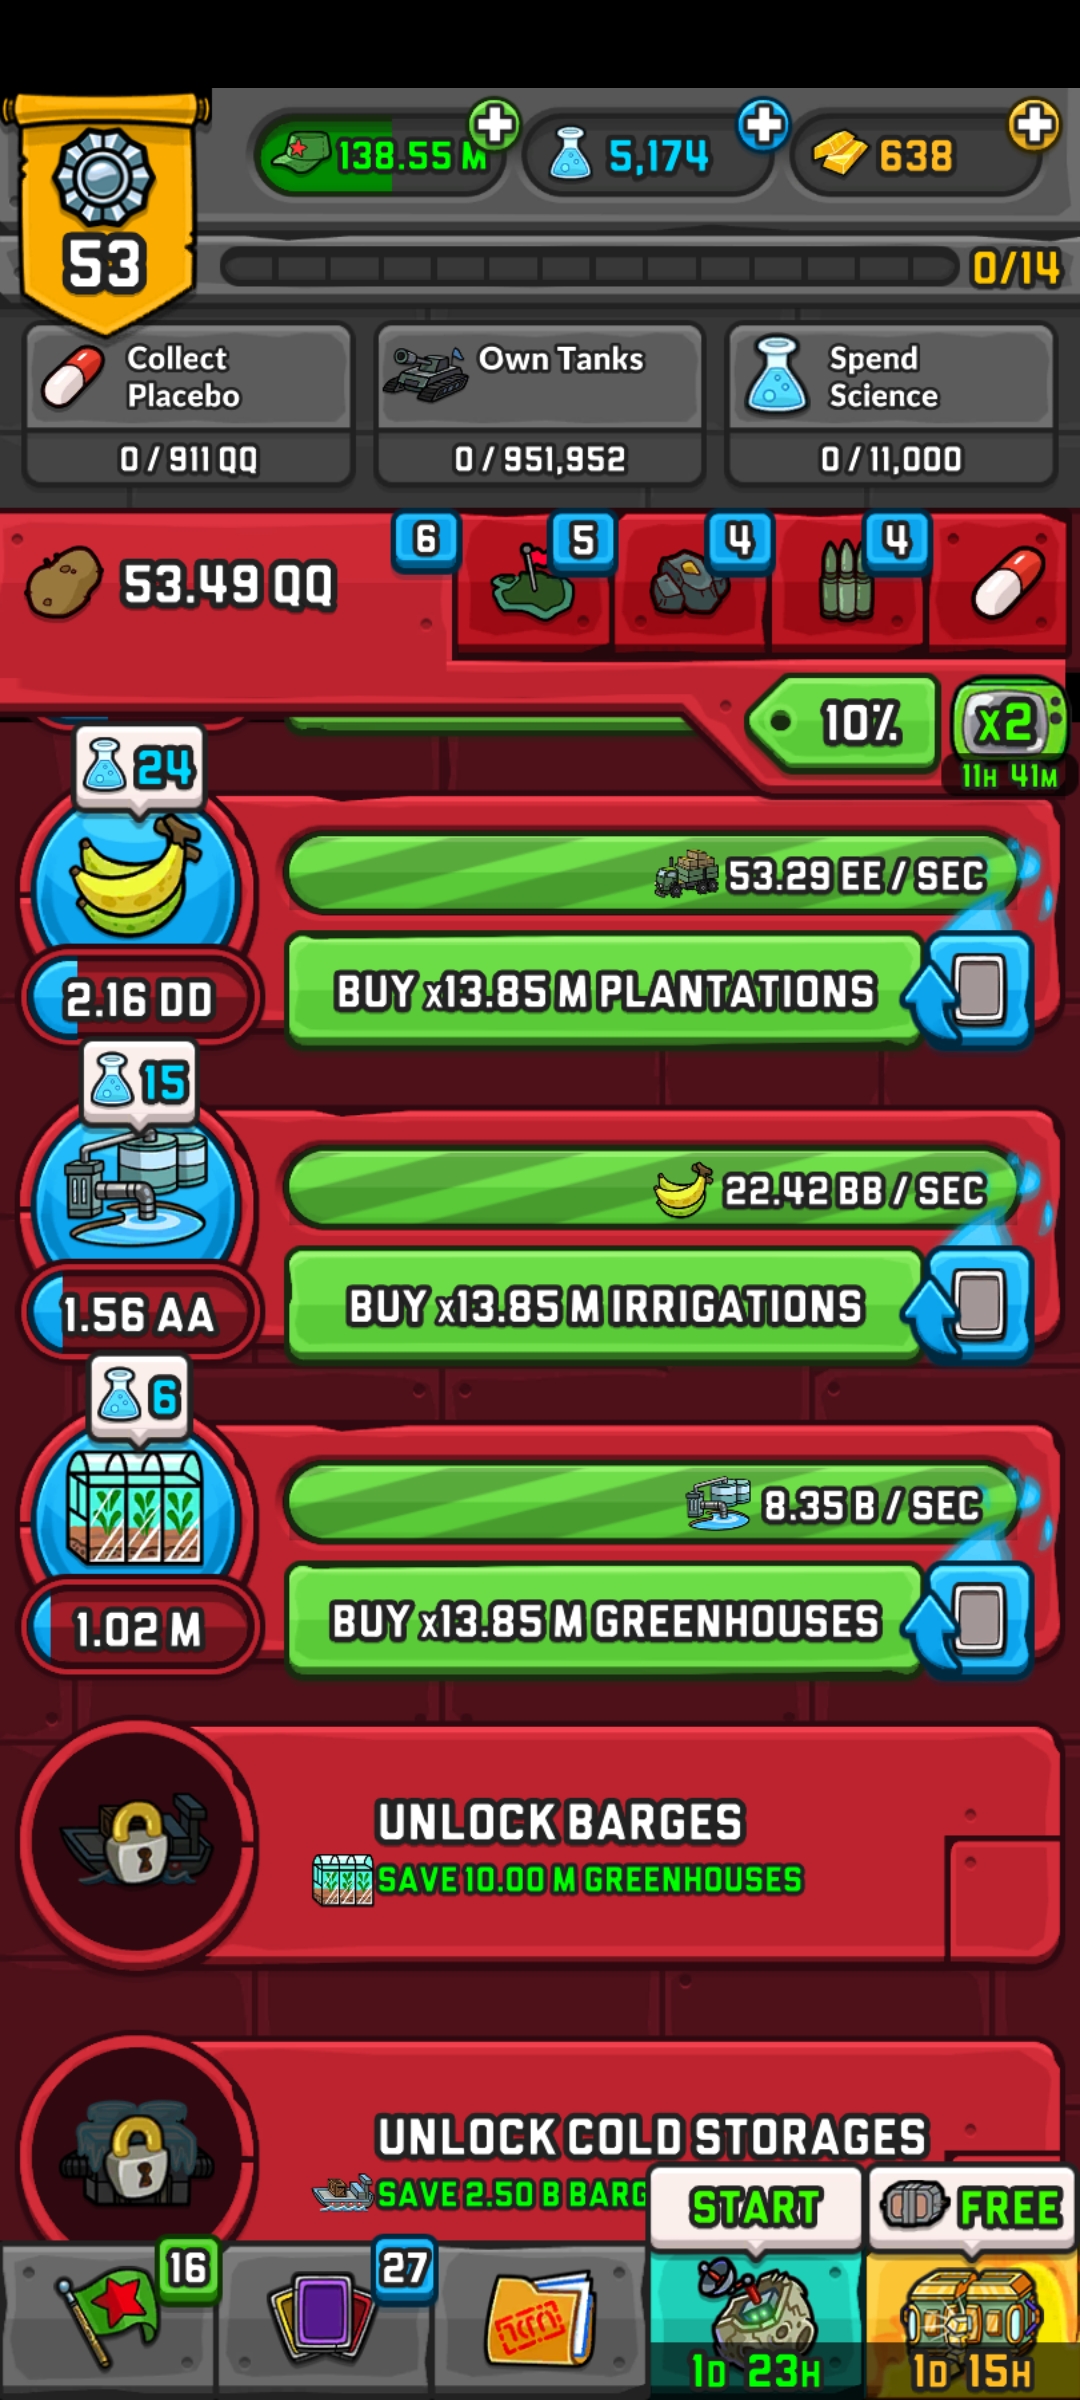 53
138.55 M
5,174
638
0/14
Collect
Placebo
0 / 911 QQ
Own Tanks
0 / 951,952
Spend
Science
0 / 11,000
53.49 QQ
6
5
4
4
10%
x2
11H 41M
24
53.29 EE / SEC
2.16 DD
BUY x13.85 M PLANTATIONS
15
22.42 BB / SEC
1.56 AA
BUY x13.85 M IRRIGATIONS
6
8.35 B / SEC
1.02 M
BUY x13.85 M GREENHOUSES
UNLOCK BARGES
SAVE 10.00 M GREENHOUSES
UNLOCK COLD STORAGES
SAVE 2.50 B BARG
START
FREE
16
27
1D 23H
1D 15H